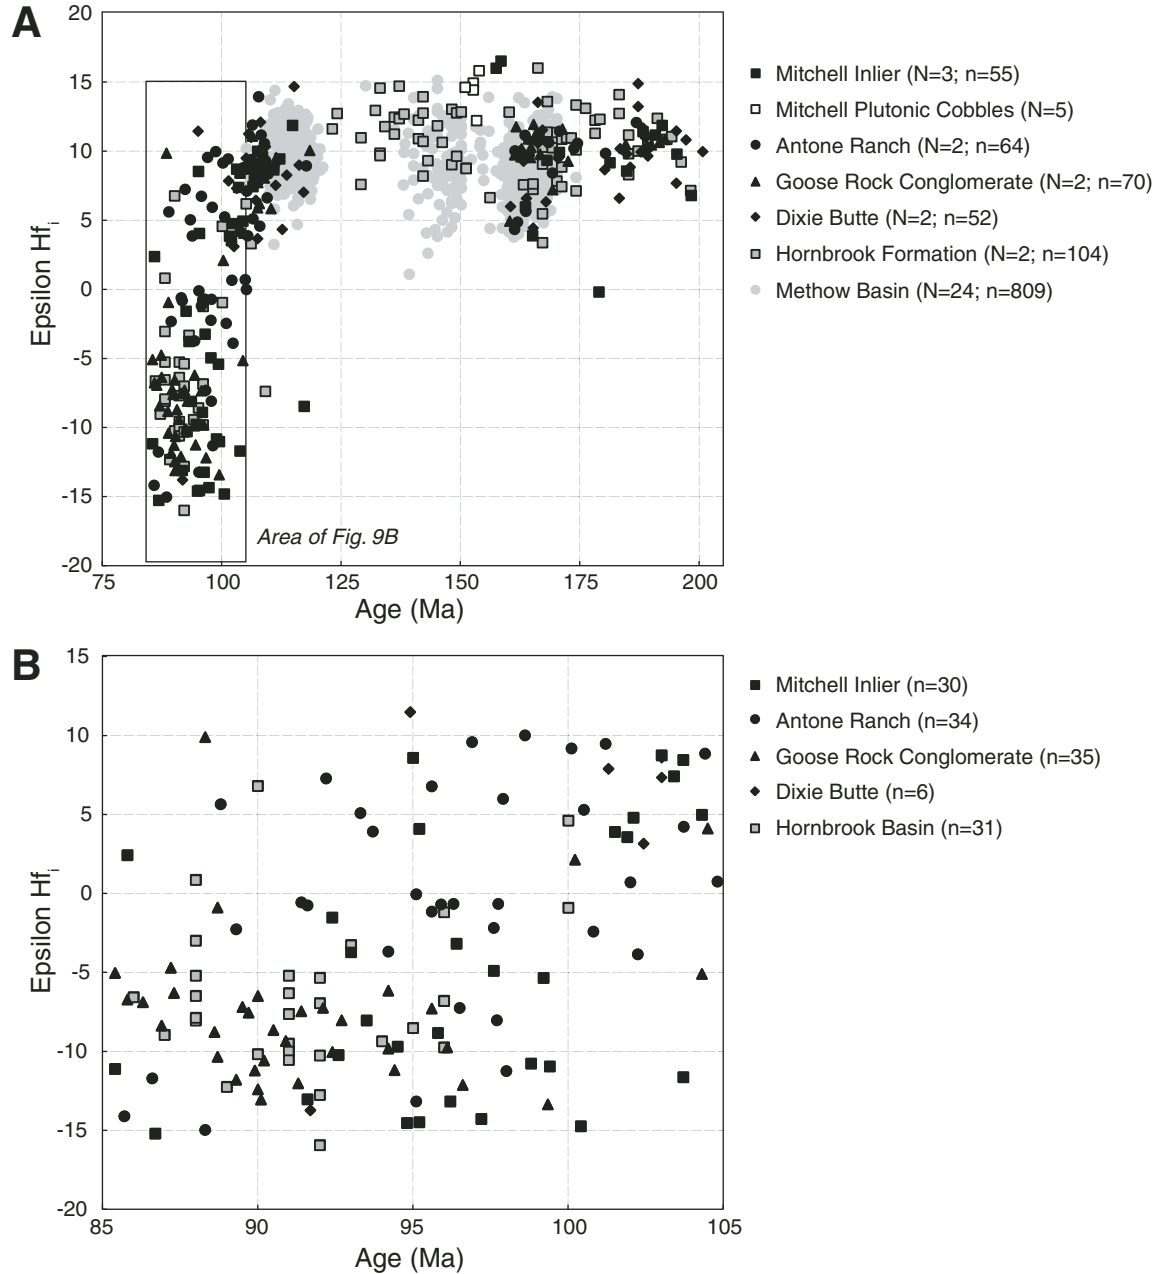 A
20
15
10
5
0
-5
-10
-15
-20
75
100
125
150
175
200
Epsilon Hfi
Age (Ma)
Area of Fig. 9B
Mitchell Inlier (N=3; n=55)
Mitchell Plutonic Cobbles (N=5)
Antone Ranch (N=2; n=64)
Goose Rock Conglomerate (N=2; n=70)
Dixie Butte (N=2; n=52)
Hornbrook Formation (N=2; n=104)
Methow Basin (N=24; n=809)
B
15
10
5
0
-5
-10
-15
-20
85
90
95
100
105
Epsilon Hfi
Age (Ma)
Mitchell Inlier (n=30)
Antone Ranch (n=34)
Goose Rock Conglomerate (n=35)
Dixie Butte (n=6)
Hornbrook Basin (n=31)